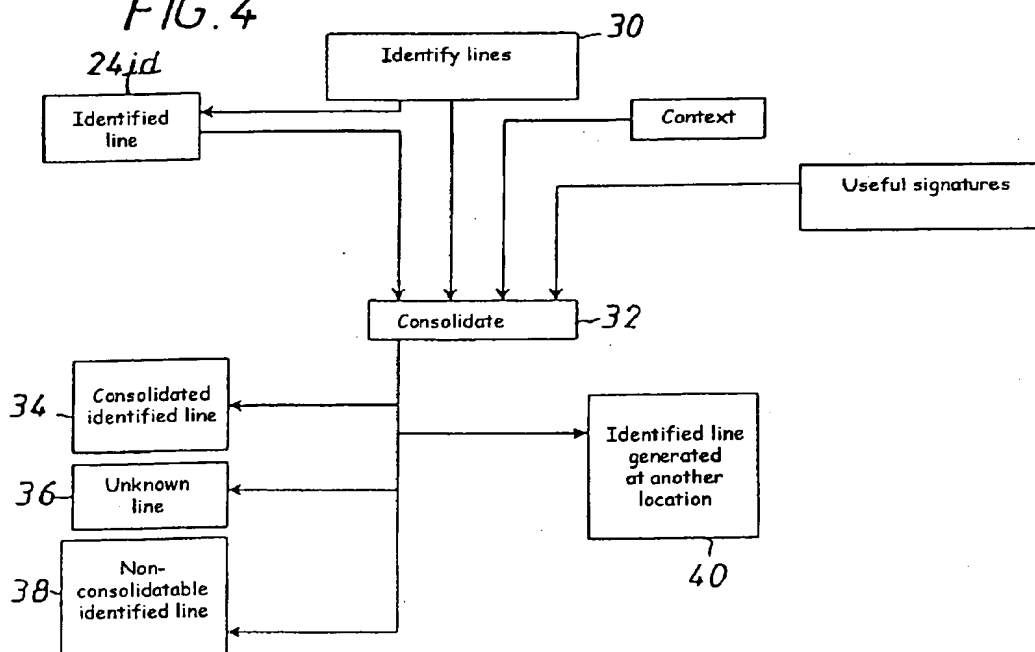 FIG. 4
30
Identify lines
24id
Identified
line
Context
Useful signatures
Consolidate
32
34
Consolidated
identified line
36
Unknown
line
38
Non-
consolidatable
identified line
Identified line
generated
at another
location
40